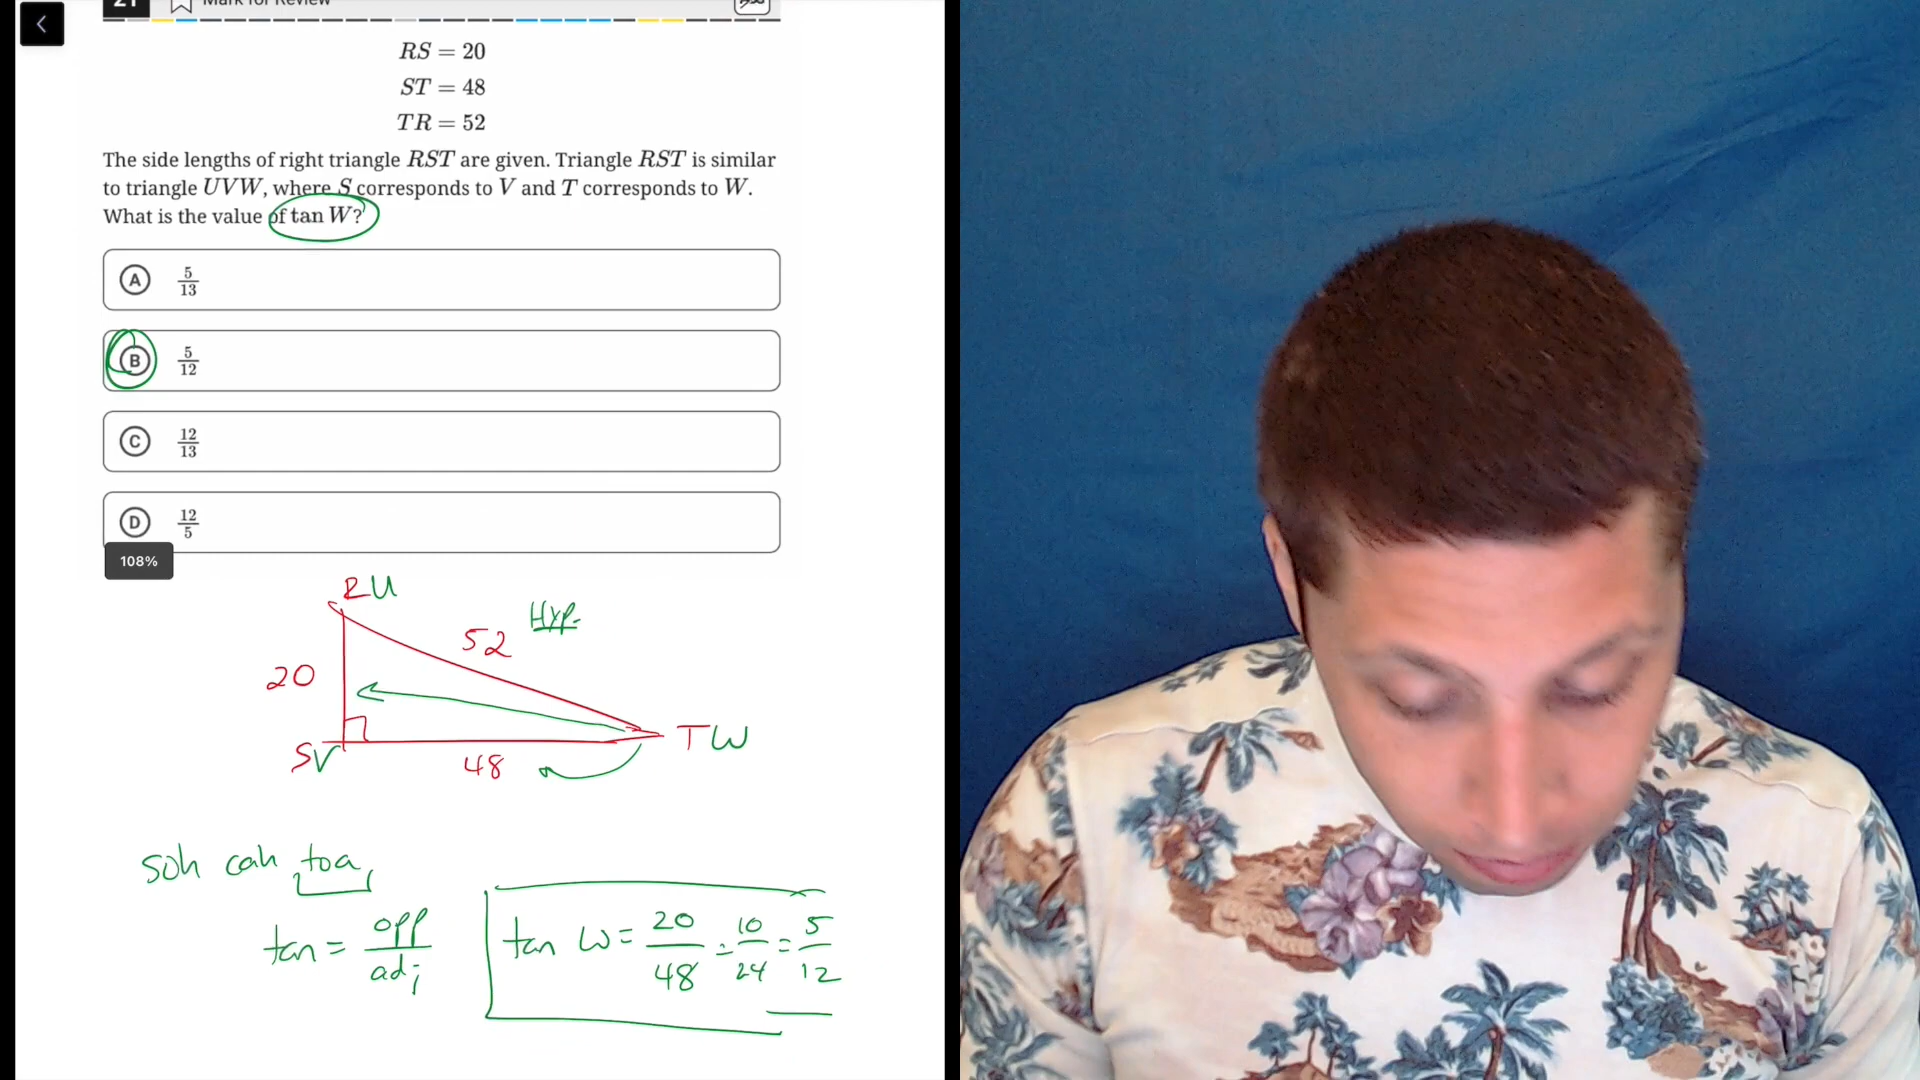 21 Mark for Review
RS = 20
ST = 48
TR = 52
The side lengths of right triangle RST are given. Triangle RST is similar
to triangle UVW, where S corresponds to V and T corresponds to W.
What is the value of tan W?
A 5/13
B 5/12
C 12/13
D 12/5
108%
R U
Hyp.
52
20
S V
T W
48
soh cah toa
tan = opp/adj
tan W = 20/48 = 10/24 = 5/12